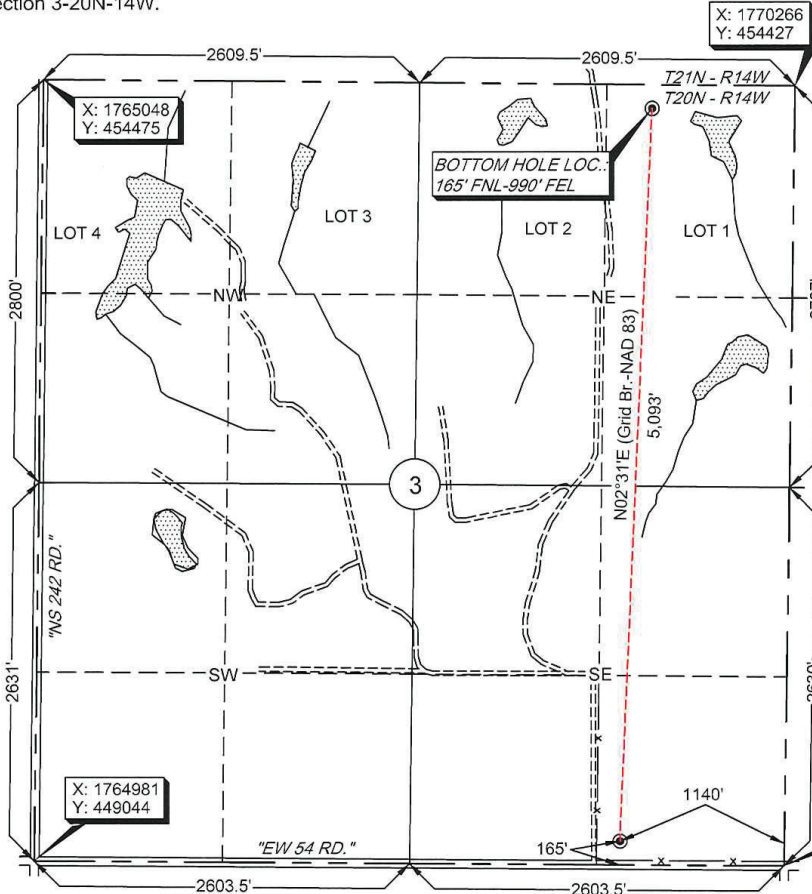 ection 3-20N-14W.
X: 1770266
Y: 454427
2609.5'
2609.5'
T21N - R14W
T20N - R14W
X: 1765048
Y: 454475
BOTTOM HOLE LOC.:
165' FNL-990' FEL
LOT 4
LOT 3
LOT 2
LOT 1
2800'
NW
NE
N02°31'E (Grid Br.-NAD 83)
5,093'
3
"NS 242 RD."
SW
SE
2631'
2630'
X: 1764981
Y: 449044
1140'
165'
"EW 54 RD."
2603.5'
2603.5'